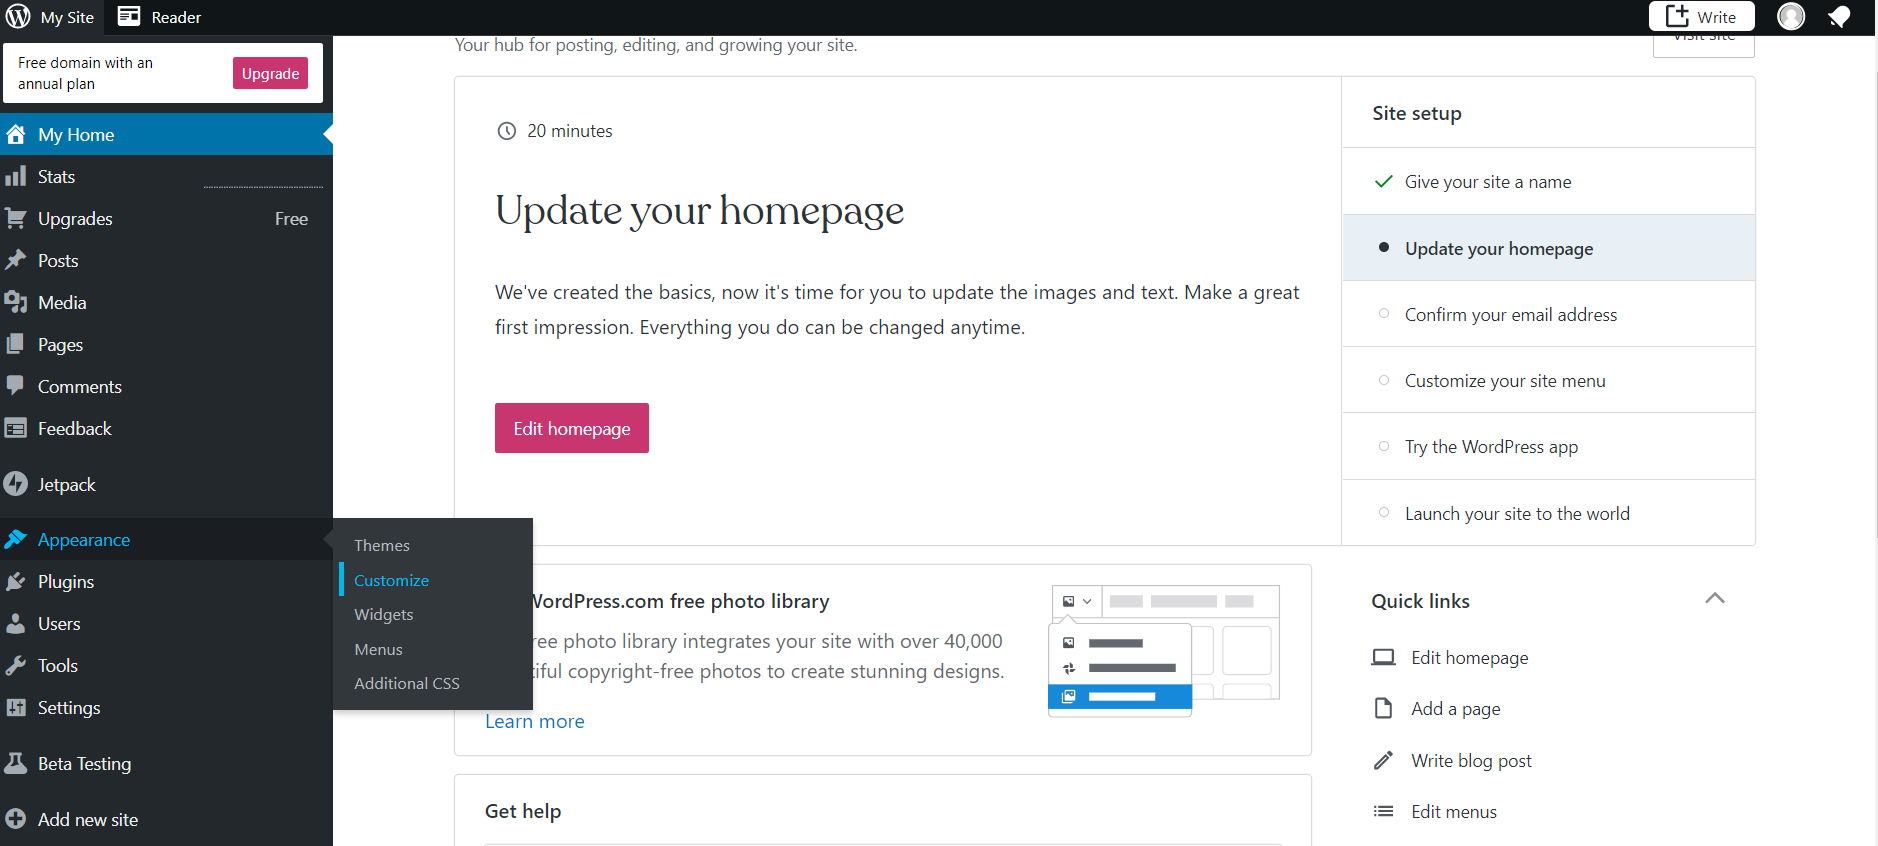 My Site
Reader
Write
Free domain with an
annual plan
Upgrade
My Home
Stats
Upgrades Free
Posts
Media
Pages
Comments
Feedback
Jetpack
Appearance
Plugins
Users
Tools
Settings
Beta Testing
Add new site
Themes
Customize
Widgets
Menus
Additional CSS
Your hub for posting, editing, and growing your site.
Visit site
20 minutes
Update your homepage
We've created the basics, now it's time for you to update the images and text. Make a great
first impression. Everything you do can be changed anytime.
Edit homepage
Site setup
Give your site a name
Update your homepage
Confirm your email address
Customize your site menu
Try the WordPress app
Launch your site to the world
WordPress.com free photo library
free photo library integrates your site with over 40,000
tiful copyright-free photos to create stunning designs.
Learn more
Get help
Quick links
Edit homepage
Add a page
Write blog post
Edit menus